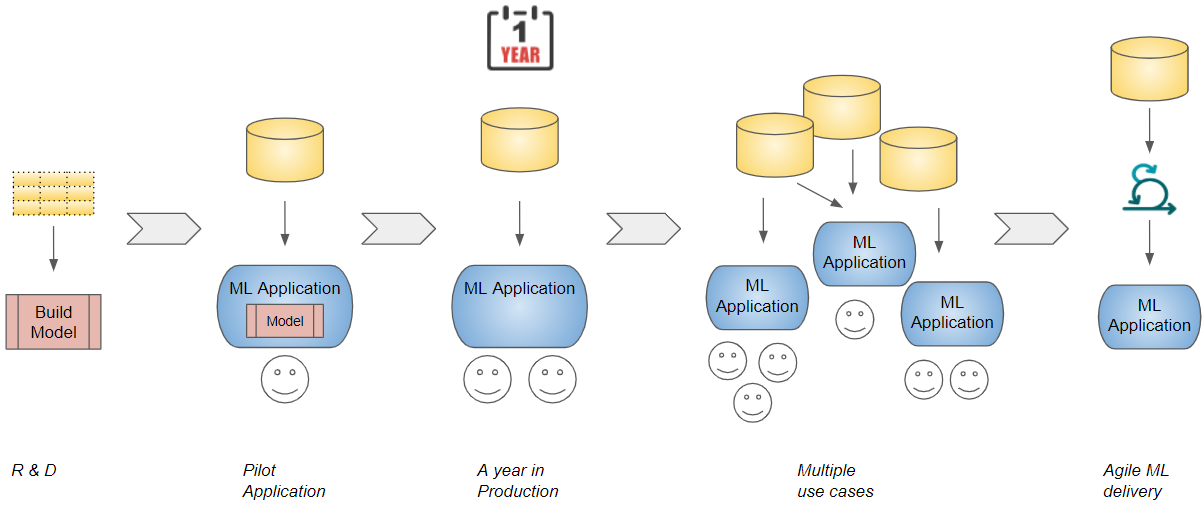 1
YEAR
Build
Model
ML Application
Model
ML Application
ML
Application
ML
Application
ML
Application
ML
Application
R & D
Pilot
Application
A year in
Production
Multiple
use cases
Agile ML
delivery